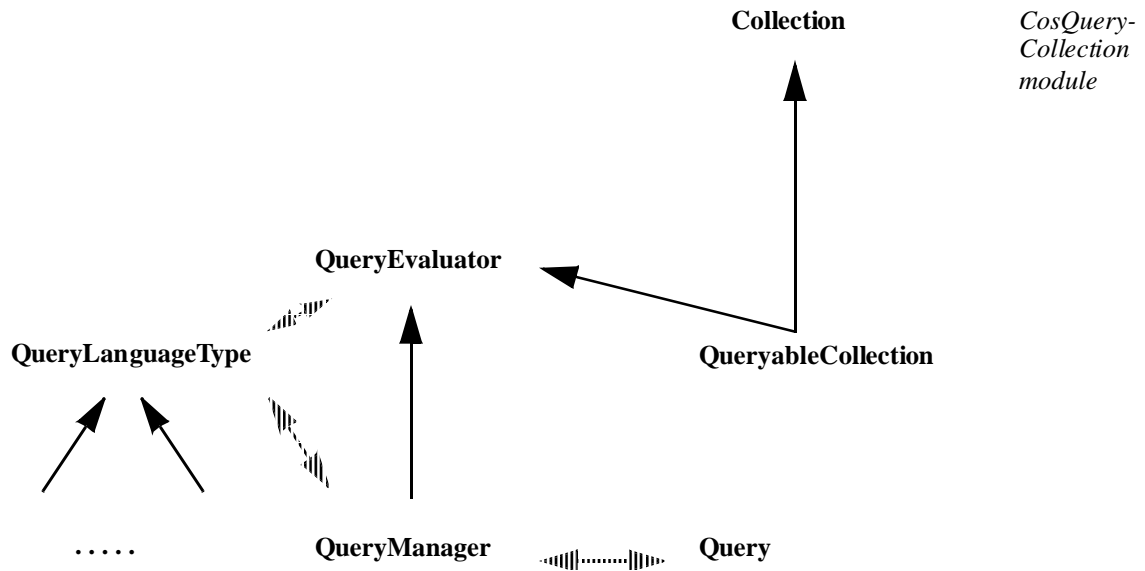 Collection
CosQuery-
Collection
module
QueryEvaluator
QueryLanguageType
QueryableCollection
.....
QueryManager
Query